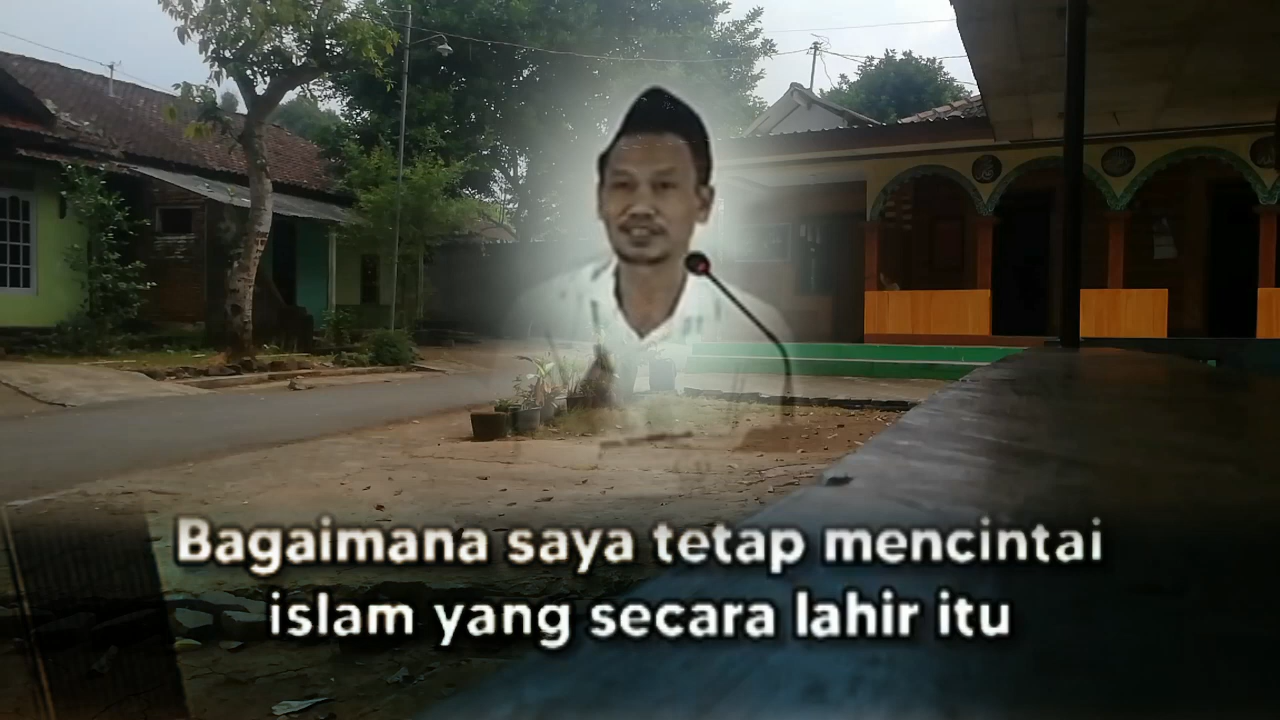 Bagaimana saya tetap mencintai
islam yang secara lahir itu